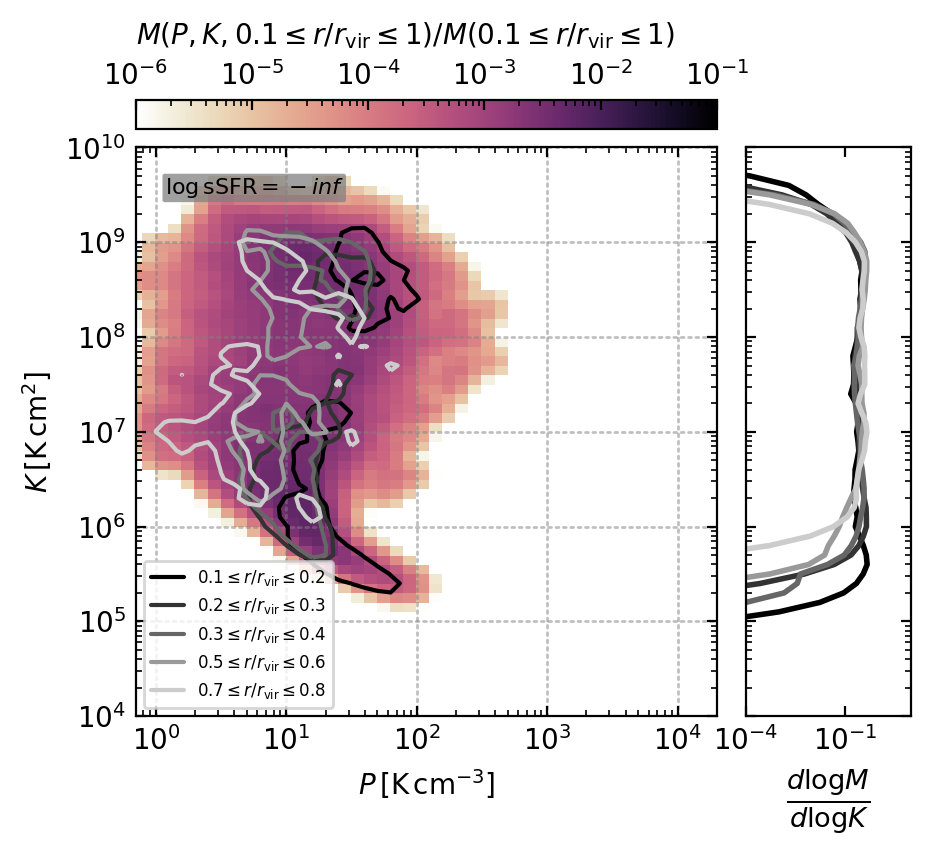 M(P, K, 0.1 ≤ r/r_vir ≤ 1)/M(0.1 ≤ r/r_vir ≤ 1)
10^−6 10^−5 10^−4 10^−3 10^−2 10^−1
log sSFR = −inf
10^10
10^9
10^8
10^7
10^6
10^5
10^4
K [K cm^2]
0.1 ≤ r/r_vir ≤ 0.2
0.2 ≤ r/r_vir ≤ 0.3
0.3 ≤ r/r_vir ≤ 0.4
0.5 ≤ r/r_vir ≤ 0.6
0.7 ≤ r/r_vir ≤ 0.8
10^0 10^1 10^2 10^3 10^4
P [K cm^−3]
10^−4 10^−1
dlogM
dlogK